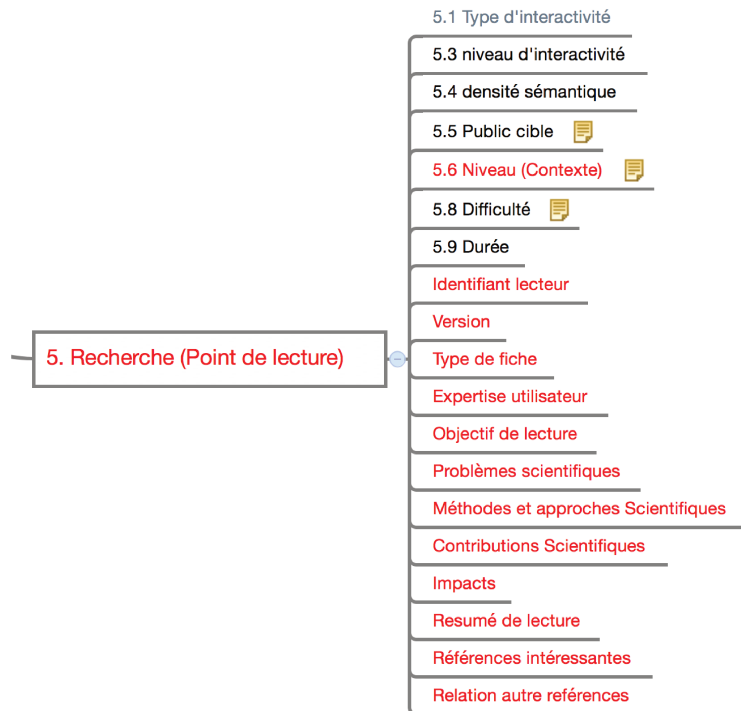 5.1 Type d'interactivité
5.3 niveau d'interactivité
5.4 densité sémantique
5.5 Public cible
5.6 Niveau (Contexte)
5.8 Difficulté
5.9 Durée
Identifiant lecteur
Version
5. Recherche (Point de lecture)
Type de fiche
Expertise utilisateur
Objectif de lecture
Problèmes scientifiques
Méthodes et approches Scientifiques
Contributions Scientifiques
Impacts
Resumé de lecture
Références intéressantes
Relation autre reférences